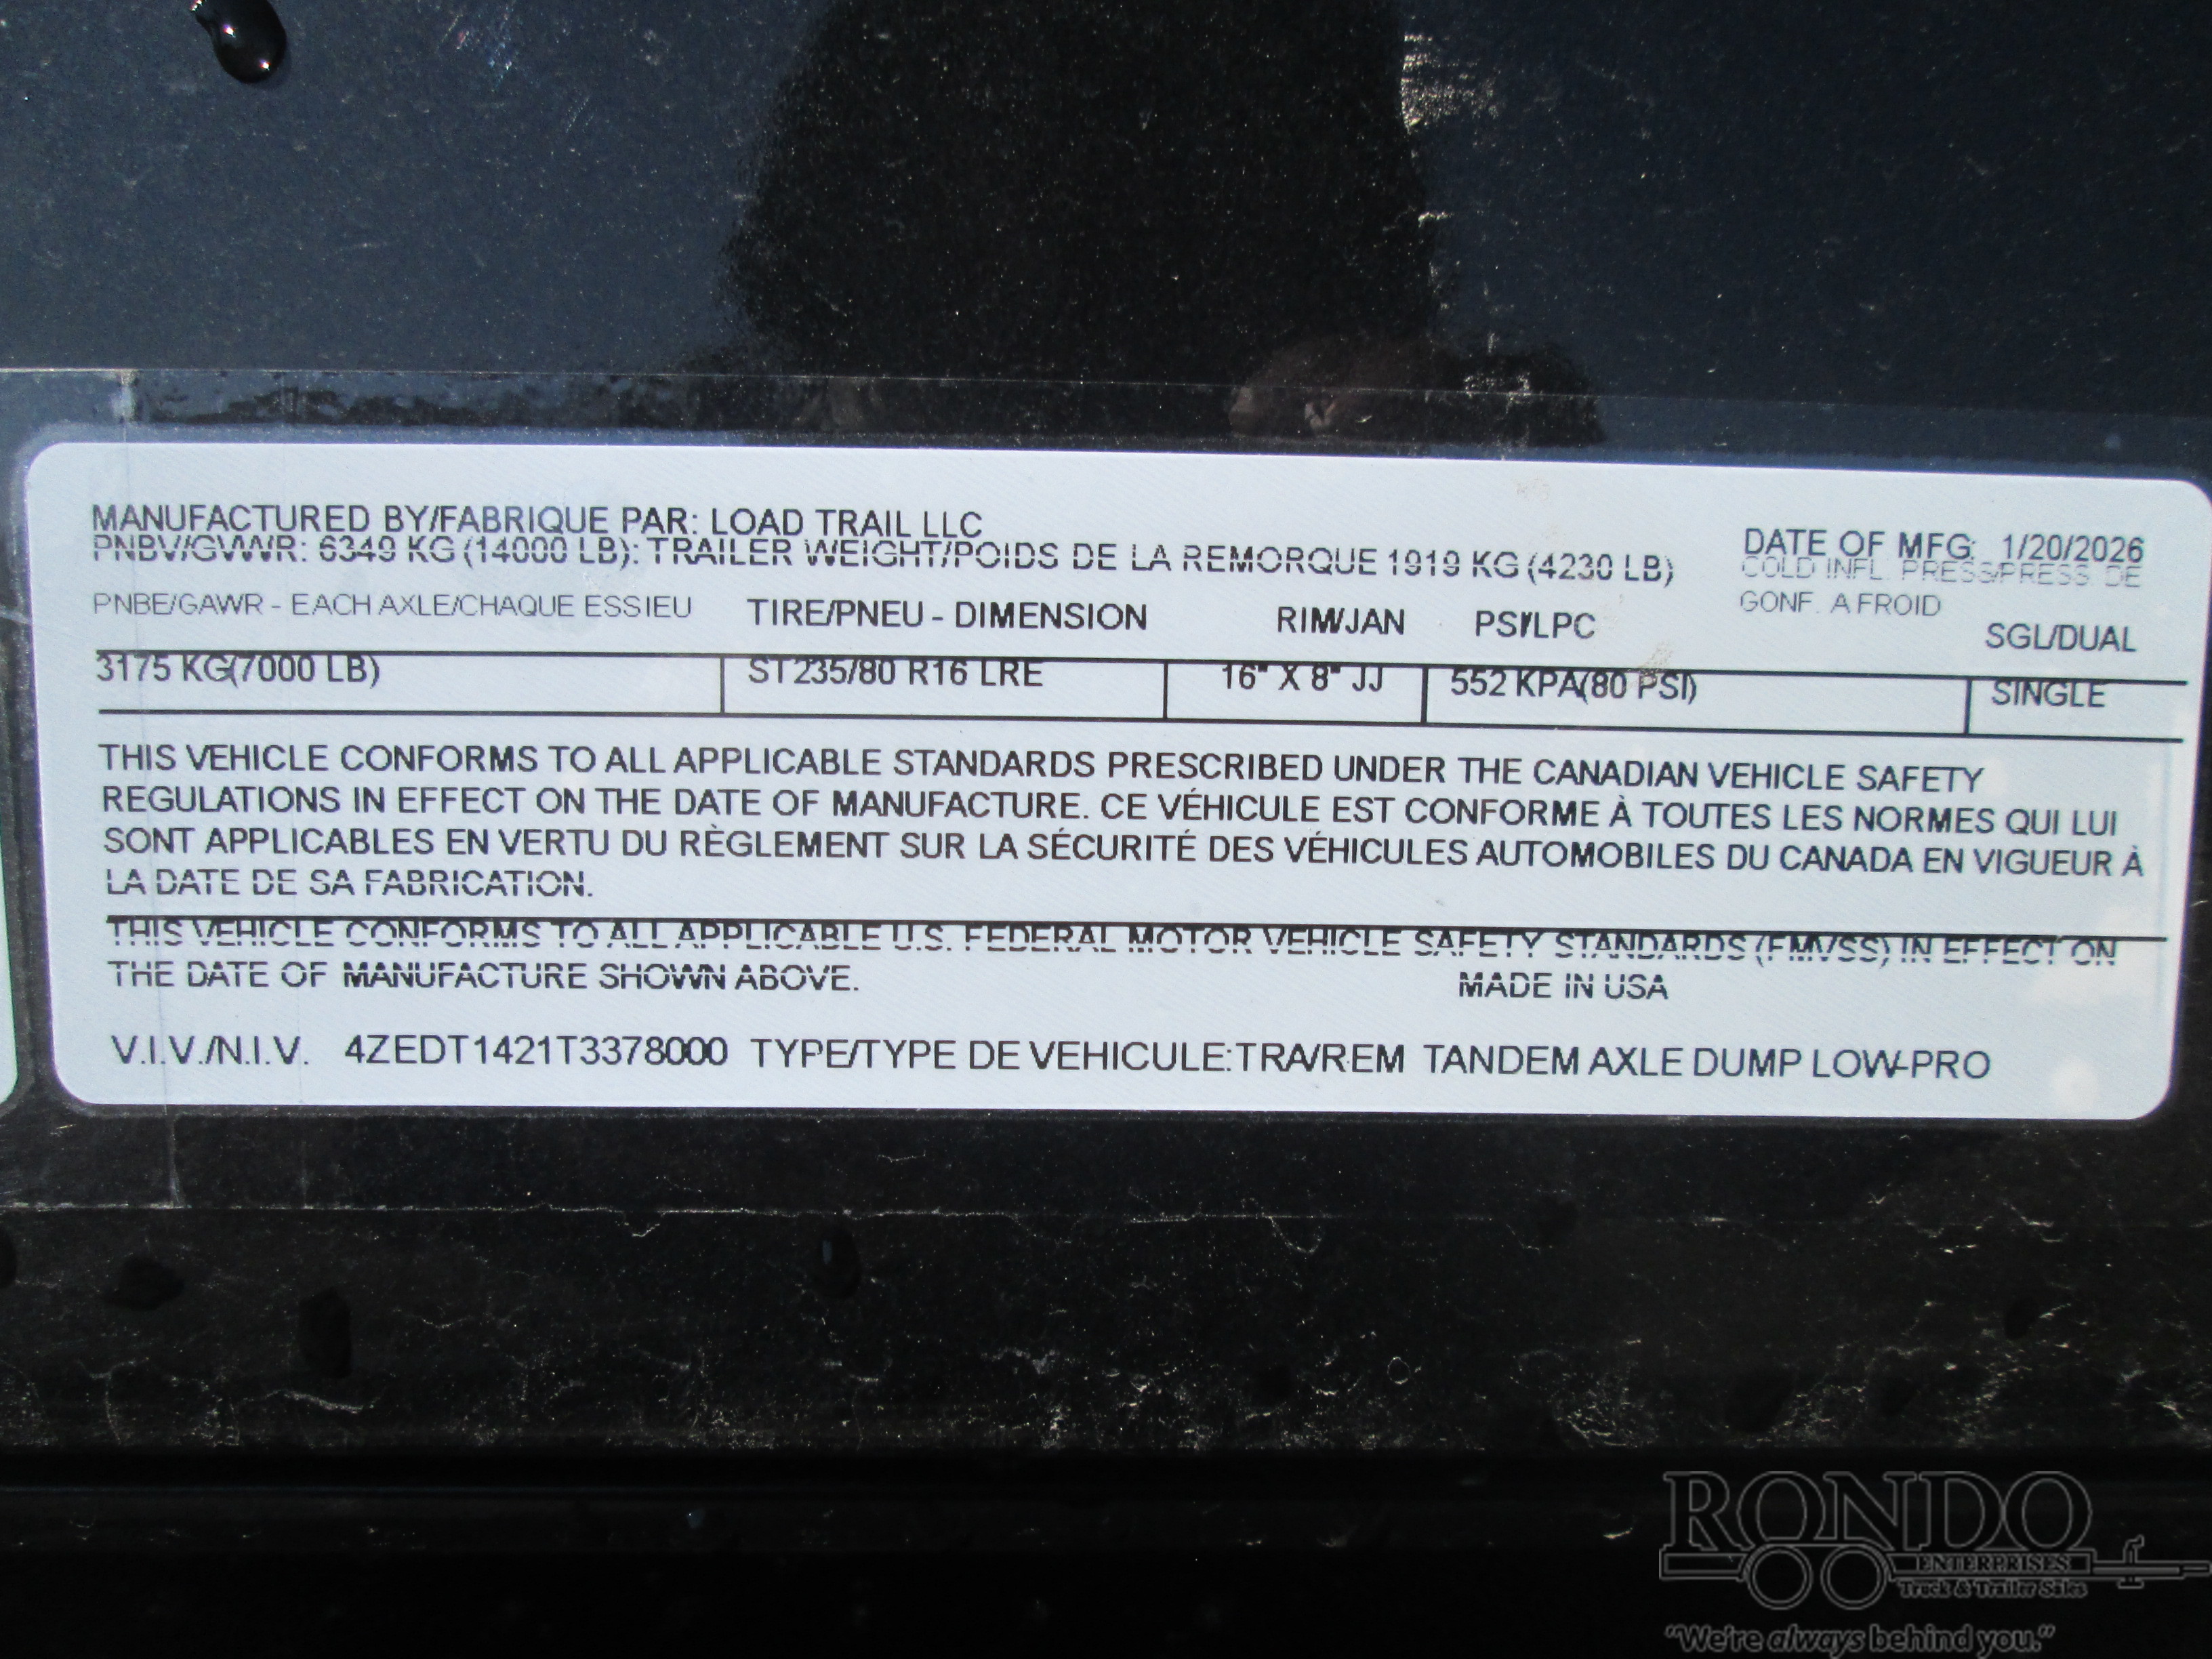 MANUFACTURED BY/FABRIQUE PAR: LOAD TRAIL LLC
DATE OF MFG: 1/20/2026
PNBV/GVWR: 6349 KG (14000 LB): TRAILER WEIGHT/POIDS DE LA REMORQUE 1919 KG (4230 LB)
COLD INFL. PRESS/PRESS. DE
GONF. A FROID
PNBE/GAWR - EACH AXLE/CHAQUE ESSIEU TIRE/PNEU - DIMENSION RIM/JAN PSI/LPC SGL/DUAL
3175 KG(7000 LB) ST235/80 R16 LRE 16" X 8" JJ 552 KPA(80 PSI) SINGLE
THIS VEHICLE CONFORMS TO ALL APPLICABLE STANDARDS PRESCRIBED UNDER THE CANADIAN VEHICLE SAFETY
REGULATIONS IN EFFECT ON THE DATE OF MANUFACTURE. CE VÉHICULE EST CONFORME À TOUTES LES NORMES QUI LUI
SONT APPLICABLES EN VERTU DU RÈGLEMENT SUR LA SÉCURITÉ DES VÉHICULES AUTOMOBILES DU CANADA EN VIGUEUR À
LA DATE DE SA FABRICATION.
THIS VEHICLE CONFORMS TO ALL APPLICABLE U.S. FEDERAL MOTOR VEHICLE SAFETY STANDARDS (FMVSS) IN EFFECT ON
THE DATE OF MANUFACTURE SHOWN ABOVE. MADE IN USA
V.I.V./N.I.V. 4ZEDT1421T3378000 TYPE/TYPE DE VEHICULE:TRA/REM TANDEM AXLE DUMP LOW-PRO
RONDO
ENTERPRISES
Truck & Trailer Sales
"We're always behind you."